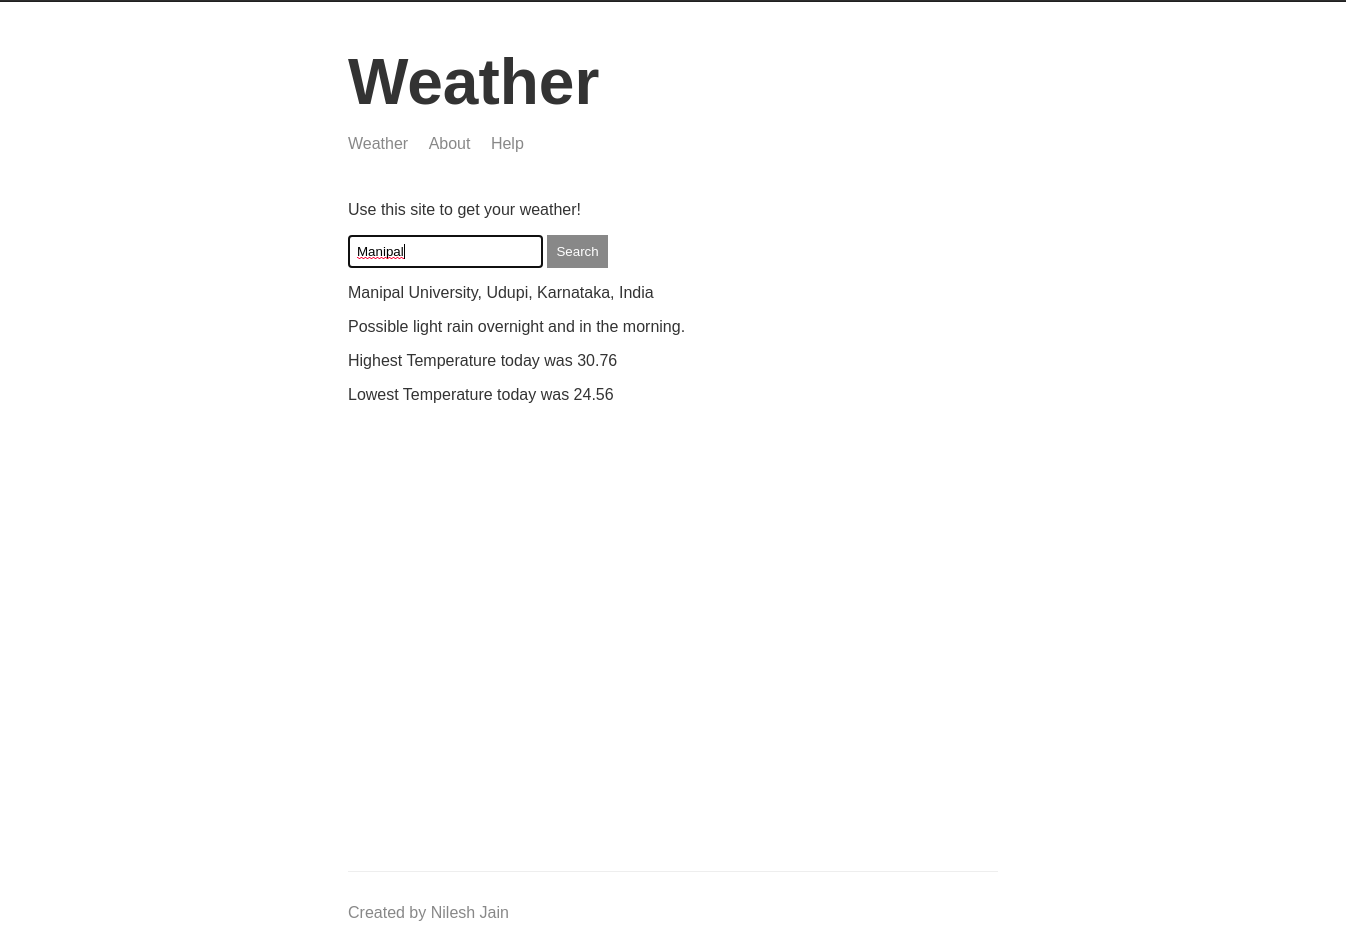 Weather
Weather About Help
Use this site to get your weather!
Manipal Search
Manipal University, Udupi, Karnataka, India
Possible light rain overnight and in the morning.
Highest Temperature today was 30.76
Lowest Temperature today was 24.56
Created by Nilesh Jain